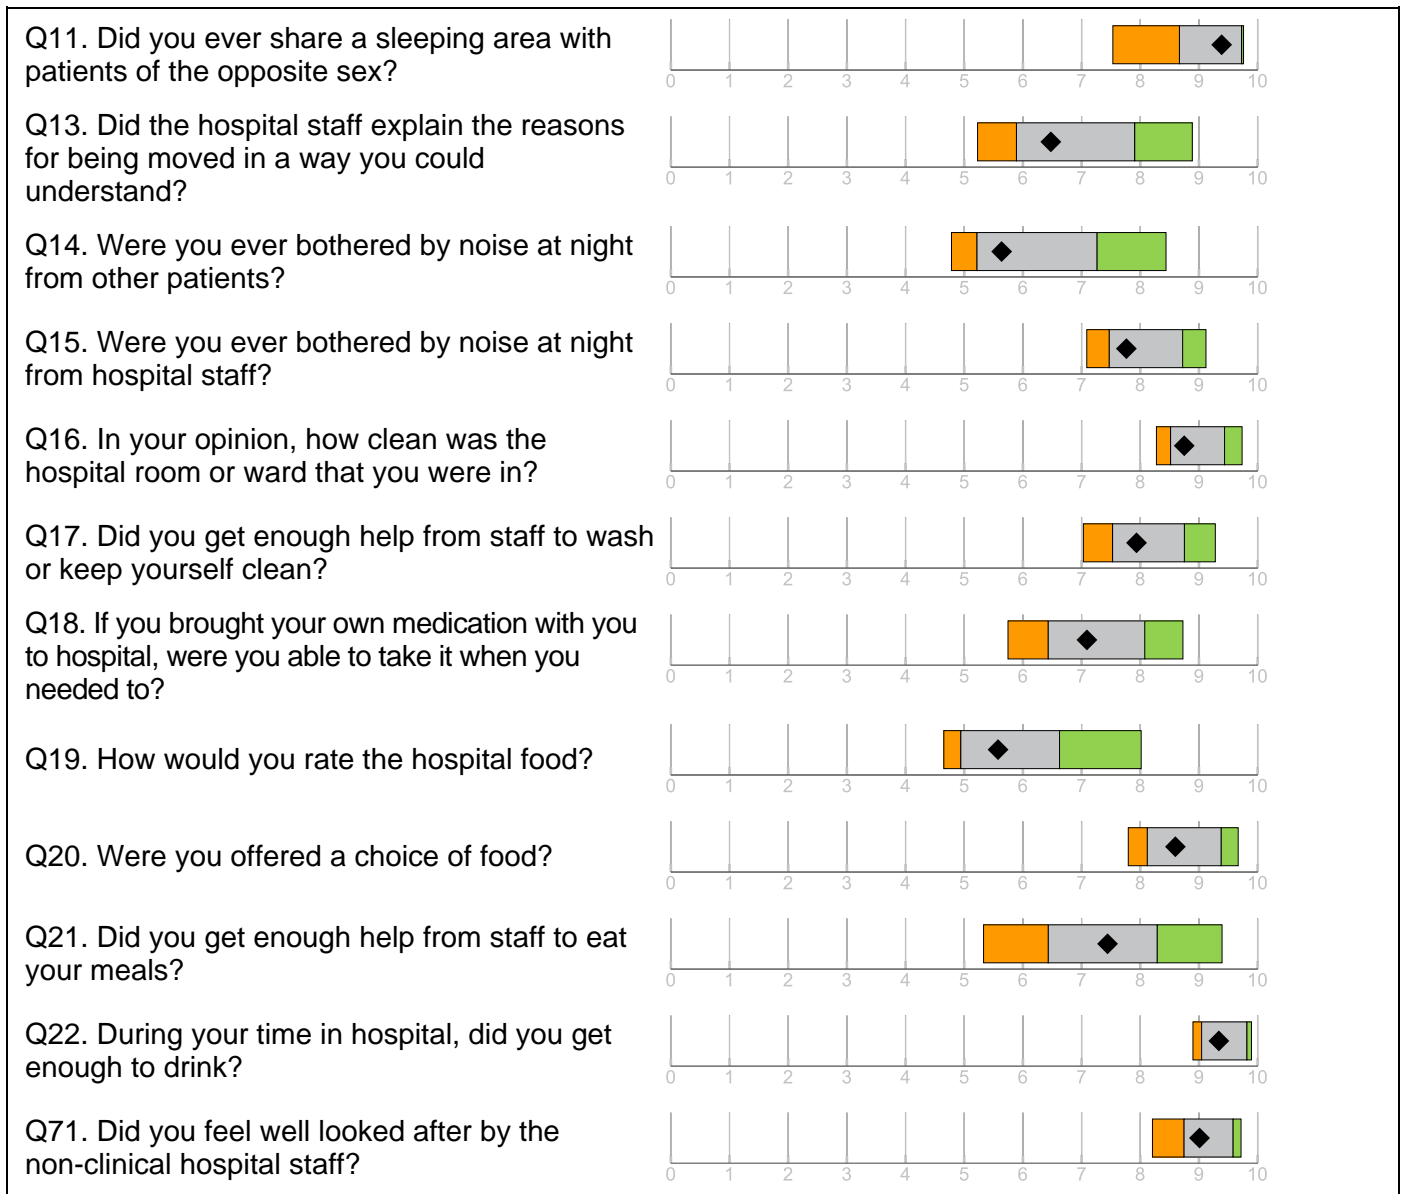 Q11. Did you ever share a sleeping area with
patients of the opposite sex?
0 1 2 3 4 5 6 7 8 9 10
Q13. Did the hospital staff explain the reasons
for being moved in a way you could
understand?
0 1 2 3 4 5 6 7 8 9 10
Q14. Were you ever bothered by noise at night
from other patients?
0 1 2 3 4 5 6 7 8 9 10
Q15. Were you ever bothered by noise at night
from hospital staff?
0 1 2 3 4 5 6 7 8 9 10
Q16. In your opinion, how clean was the
hospital room or ward that you were in?
0 1 2 3 4 5 6 7 8 9 10
Q17. Did you get enough help from staff to wash
or keep yourself clean?
0 1 2 3 4 5 6 7 8 9 10
Q18. If you brought your own medication with you
to hospital, were you able to take it when you
needed to?
0 1 2 3 4 5 6 7 8 9 10
Q19. How would you rate the hospital food?
0 1 2 3 4 5 6 7 8 9 10
Q20. Were you offered a choice of food?
0 1 2 3 4 5 6 7 8 9 10
Q21. Did you get enough help from staff to eat
your meals?
0 1 2 3 4 5 6 7 8 9 10
Q22. During your time in hospital, did you get
enough to drink?
0 1 2 3 4 5 6 7 8 9 10
Q71. Did you feel well looked after by the
non-clinical hospital staff?
0 1 2 3 4 5 6 7 8 9 10